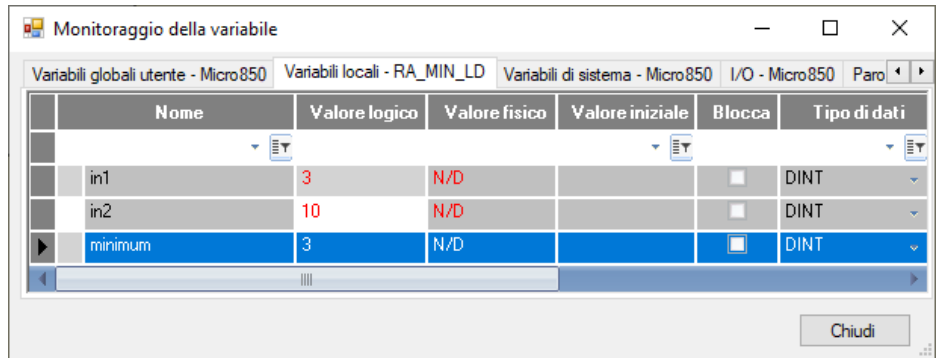 Monitoraggio della variabile
Variabili globali utente - Micro850 Variabili locali - RA_MIN_LD Variabili di sistema - Micro850 I/O - Micro850 Paro
Nome Valore logico Valore fisico Valore iniziale Blocca Tipo di dati
in1 3 N/D DINT
in2 10 N/D DINT
minimum 3 N/D DINT
Chiudi